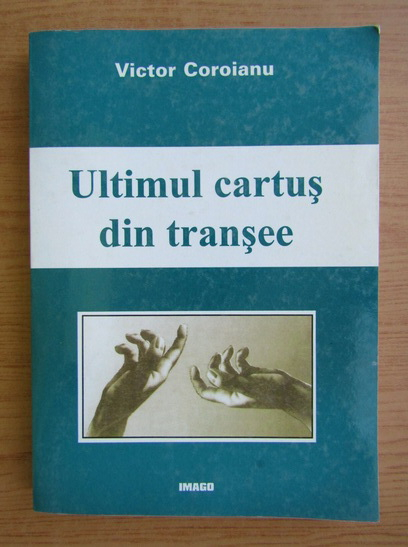 Victor Coroianu
Ultimul cartuş
din tranşee
IMAGO